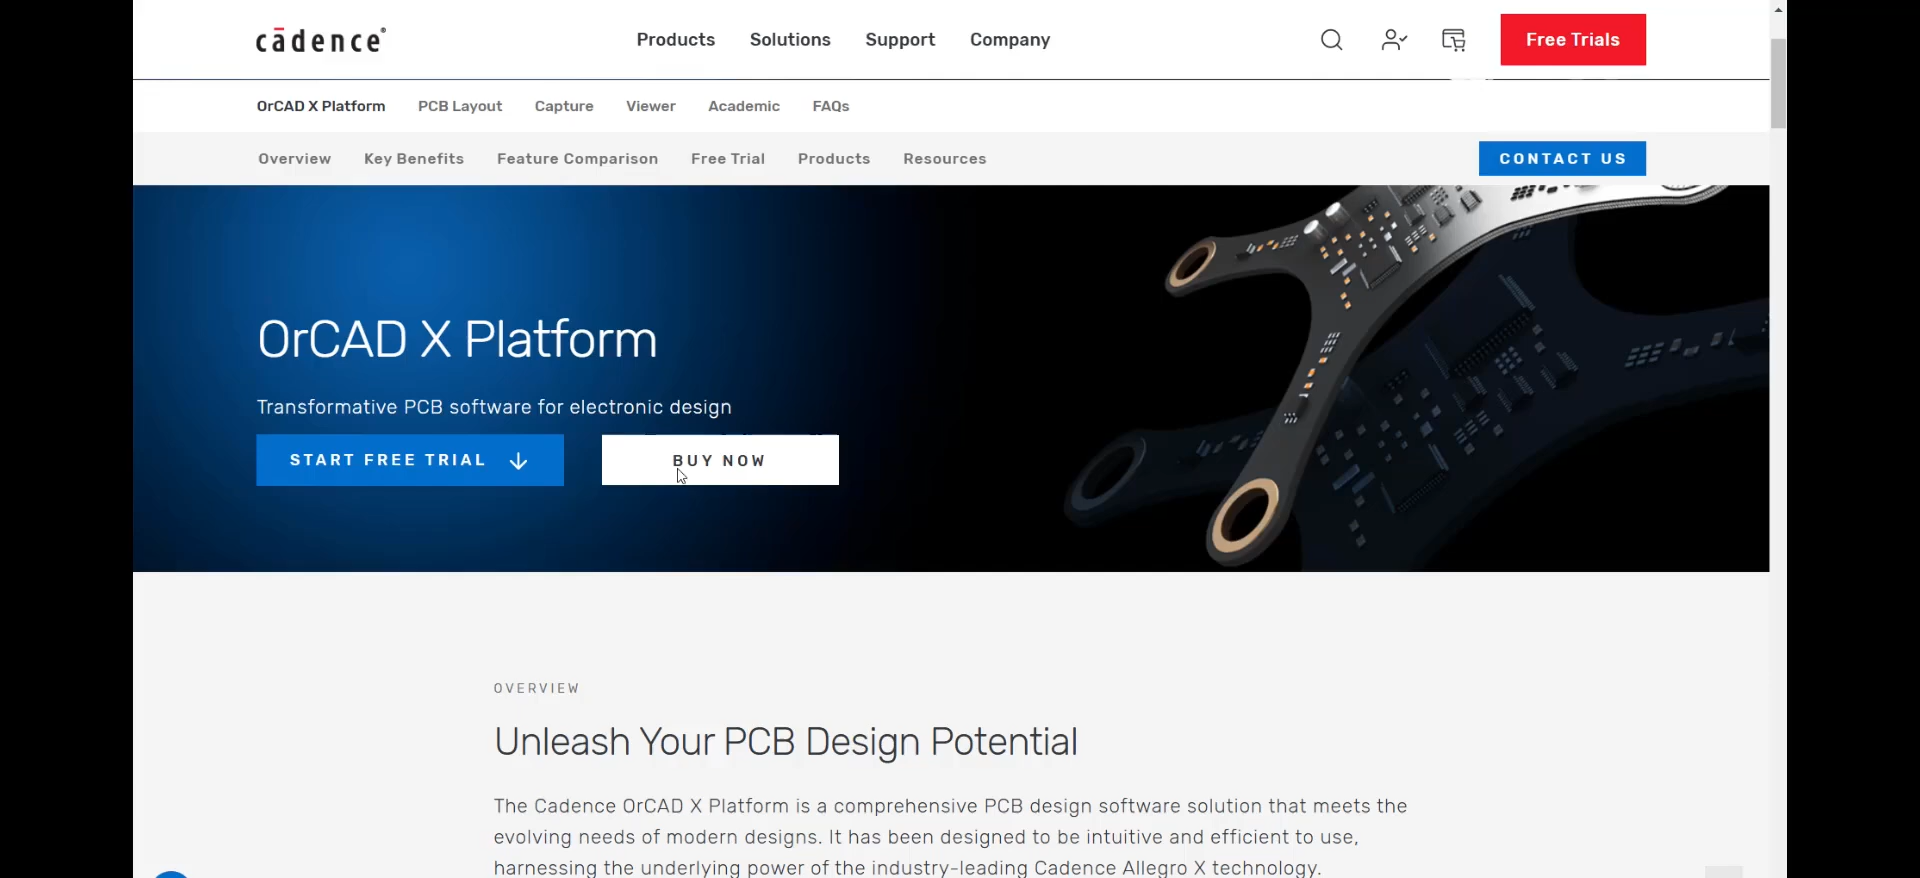 cādence®
Products Solutions Support Company
Free Trials
OrCAD X Platform PCB Layout Capture Viewer Academic FAQs
Overview Key Benefits Feature Comparison Free Trial Products Resources
CONTACT US
OrCAD X Platform
Transformative PCB software for electronic design
START FREE TRIAL
BUY NOW
OVERVIEW
Unleash Your PCB Design Potential
The Cadence OrCAD X Platform is a comprehensive PCB design software solution that meets the
evolving needs of modern designs. It has been designed to be intuitive and efficient to use,
harnessing the underlying power of the industry-leading Cadence Allegro X technology.